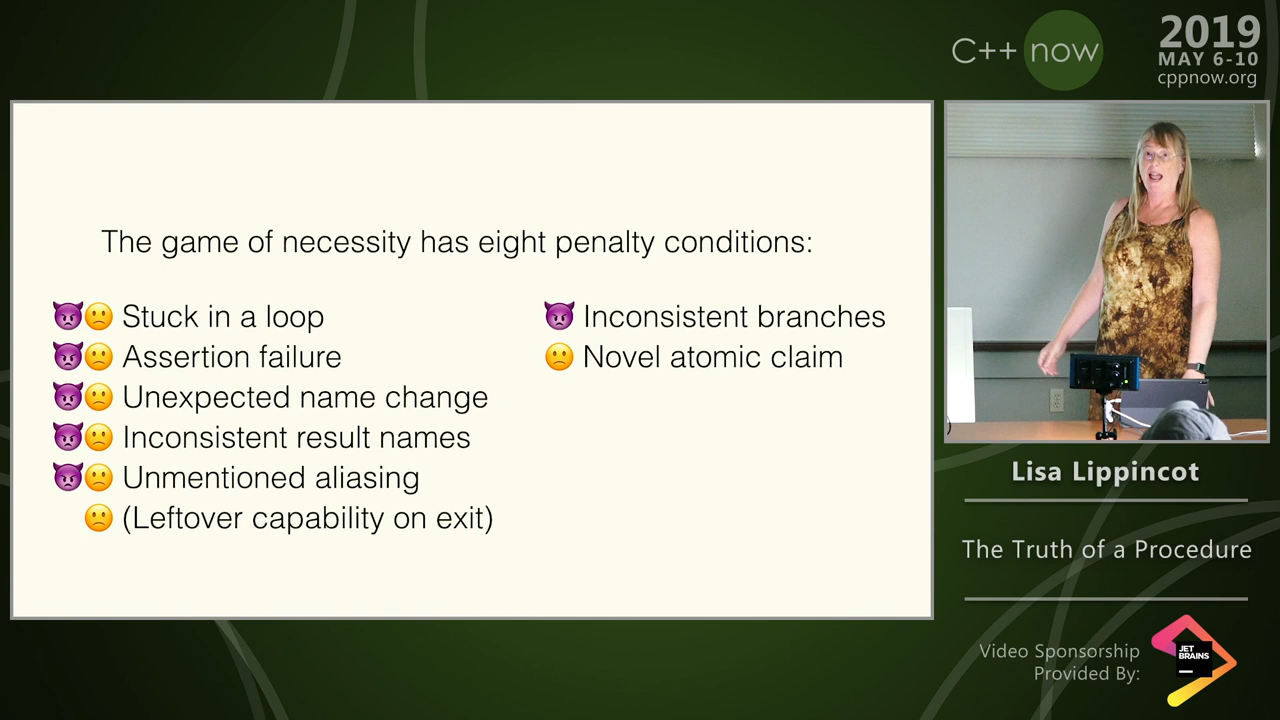 C++ now
2019
MAY 6-10
cppnow.org
The game of necessity has eight penalty conditions:
😈🙁 Stuck in a loop
😈🙁 Assertion failure
😈🙁 Unexpected name change
😈🙁 Inconsistent result names
😈🙁 Unmentioned aliasing
🙁 (Leftover capability on exit)
😈 Inconsistent branches
🙁 Novel atomic claim
Lisa Lippincot
The Truth of a Procedure
Video Sponsorship
Provided By:
JET
BRAINS